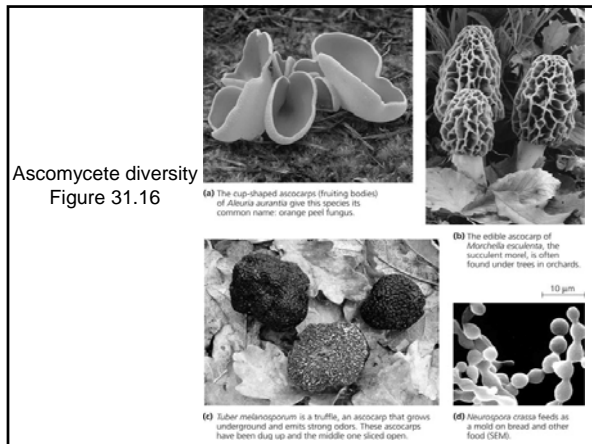 Ascomycete diversity
Figure 31.16
(a) The cup-shaped ascocarps (fruiting bodies)
of Aleuria aurantia give this species its
common name: orange peel fungus.
(b) The edible ascocarp of
Morchella esculenta, the
succulent morel, is often
found under trees in orchards.
10 µm
(c) Tuber melanosporum is a truffle, an ascocarp that grows
underground and emits strong odors. These ascocarps
have been dug up and the middle one sliced open.
(d) Neurospora crassa feeds as
a mold on bread and other
food (SEM).